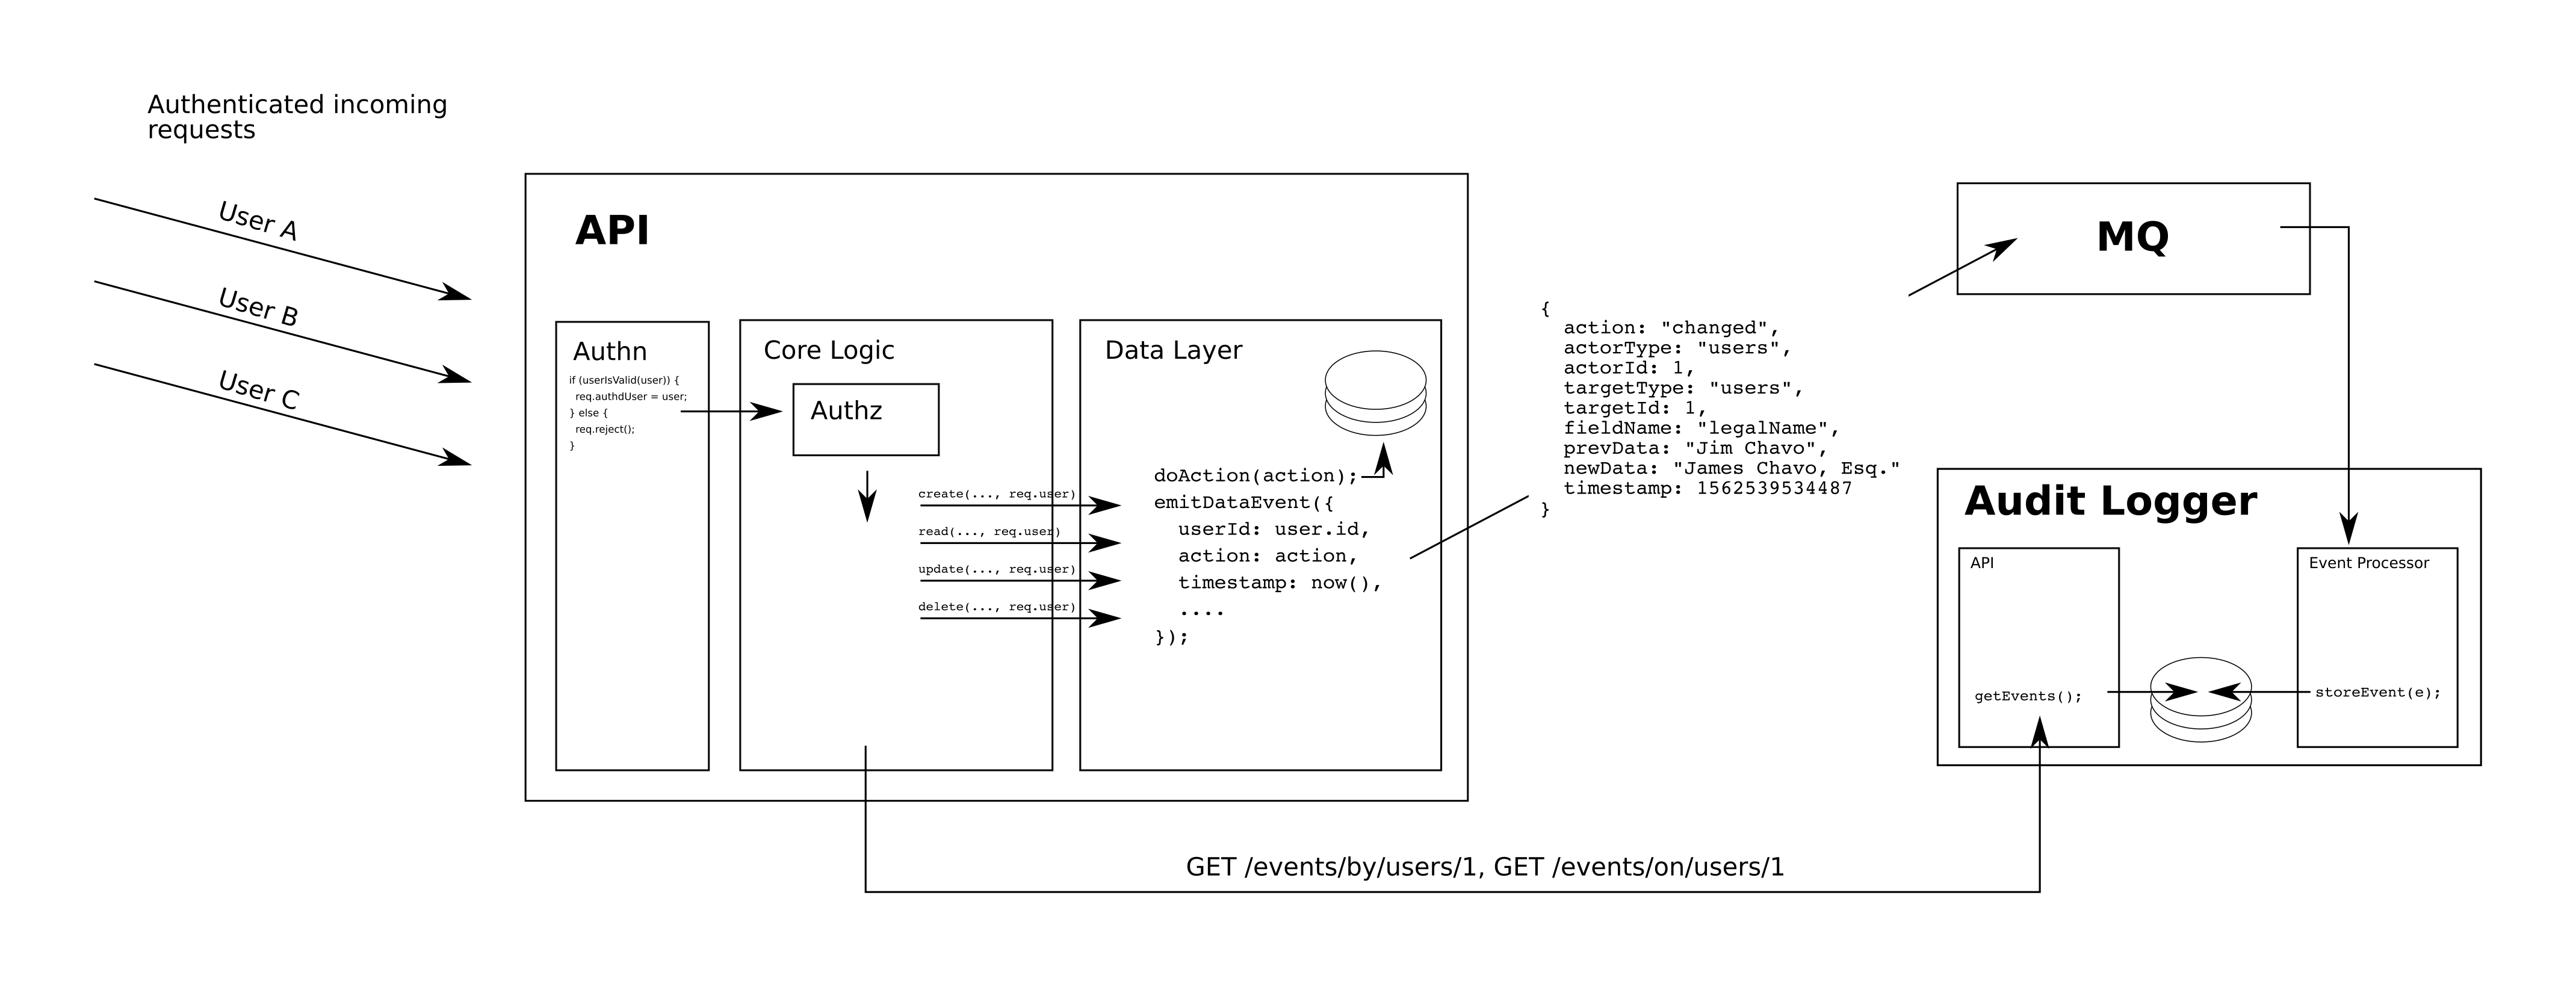 Authenticated incoming
requests
User A
User B
User C
API
Authn
if (userIsValid(user)) {
  req.authdUser = user;
} else {
  req.reject();
}
Core Logic
Authz
create(..., req.user)
read(..., req.user)
update(..., req.user)
delete(..., req.user)
Data Layer
doAction(action);
emitDataEvent({
  userId: user.id,
  action: action,
  timestamp: now(),
  ....
});
{
  action: "changed",
  actorType: "users",
  actorId: 1,
  targetType: "users",
  targetId: 1,
  fieldName: "legalName",
  prevData: "Jim Chavo",
  newData: "James Chavo, Esq."
  timestamp: 1562539534487
}
MQ
Audit Logger
API
getEvents();
Event Processor
storeEvent(e);
GET /events/by/users/1, GET /events/on/users/1